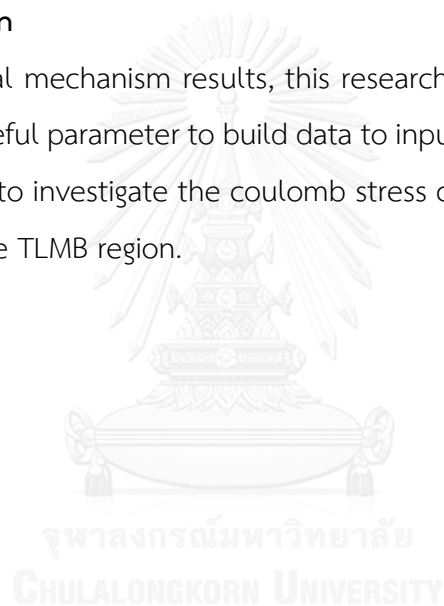 n
al mechanism results, this research
eful parameter to build data to inpu
to investigate the coulomb stress c
e TLMB region.
จุฬาลงกรณ์มหาวิทยาลัย
CHULALONGKORN UNIVERSITY